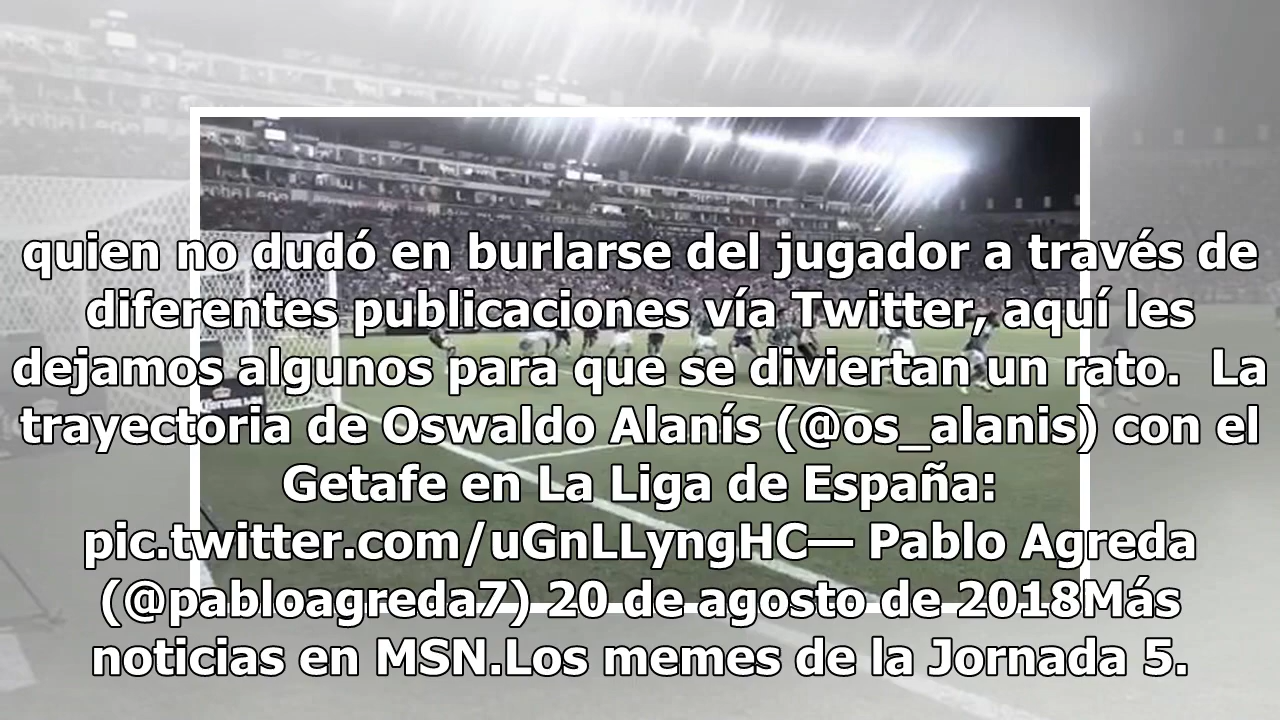 quien no dudó en burlarse del jugador a través de
diferentes publicaciones vía Twitter, aquí les
dejamos algunos para que se diviertan un rato.  La
trayectoria de Oswaldo Alanís (@os_alanis) con el
Getafe en La Liga de España:
pic.twitter.com/uGnLLyngHC— Pablo Agreda
(@pabloagreda7) 20 de agosto de 2018Más
noticias en MSN.Los memes de la Jornada 5.